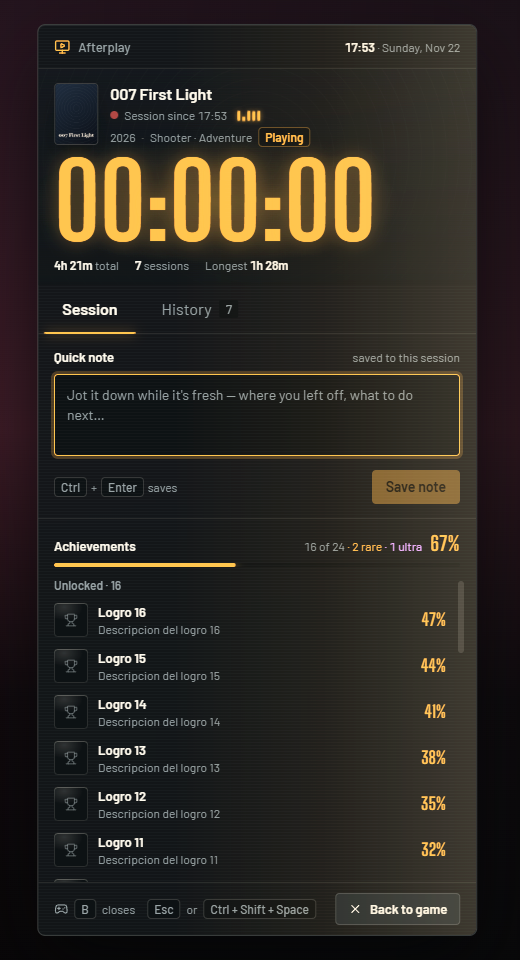 Afterplay
17:53 · Sunday, Nov 22
007 First Light
007 First Light
Session since 17:53
2026 · Shooter · Adventure Playing
00:00:00
4h 21m total 7 sessions Longest 1h 28m
Session History 7
Quick note saved to this session
Jot it down while it's fresh — where you left off, what to do
next...
Ctrl + Enter saves Save note
Achievements 16 of 24 · 2 rare · 1 ultra 67%
Unlocked · 16
Logro 16
Descripcion del logro 16
47%
Logro 15
Descripcion del logro 15
44%
Logro 14
Descripcion del logro 14
41%
Logro 13
Descripcion del logro 13
38%
Logro 12
Descripcion del logro 12
35%
Logro 11
Descripcion del logro 11
32%
B closes Esc or Ctrl + Shift + Space Back to game